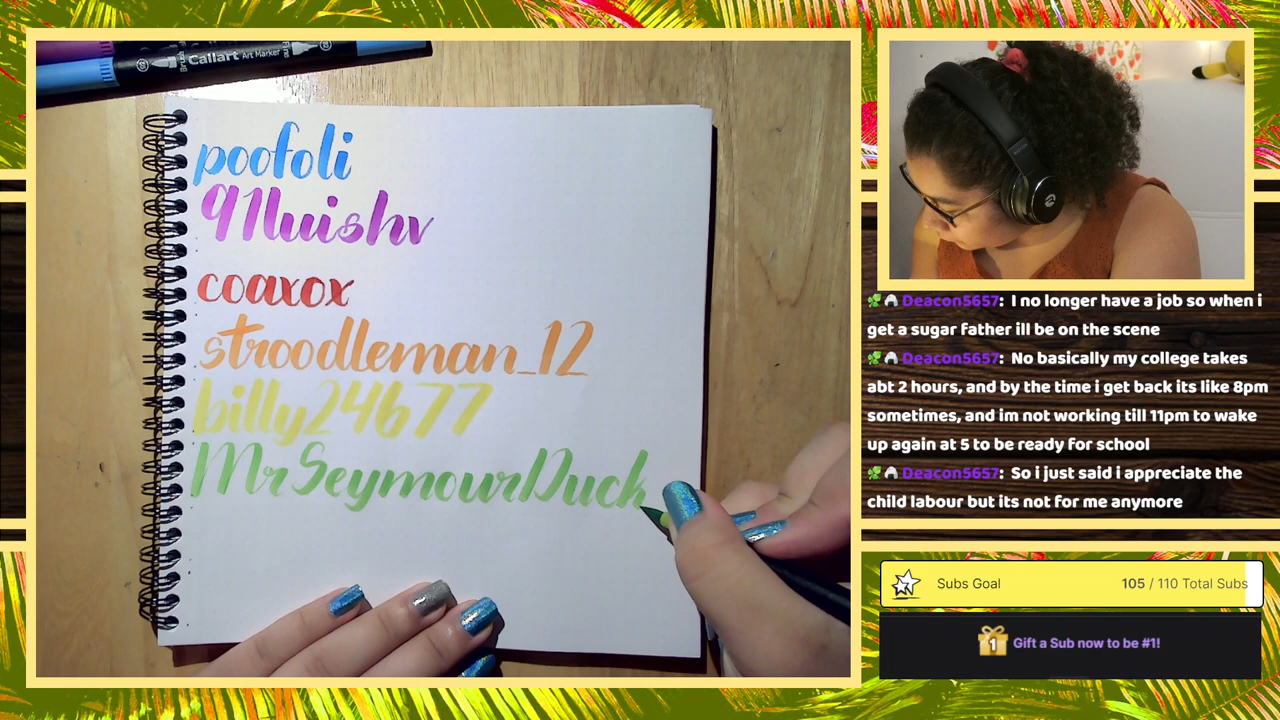 Callart Art Marker
poofoli
91luishv
coaxox
stroodleman_12
billy24677
MrSeymourDuck
Deacon5657: I no longer have a job so when i
get a sugar father ill be on the scene
Deacon5657: No basically my college takes
abt 2 hours, and by the time i get back its like 8pm
sometimes, and im not working till 11pm to wake
up again at 5 to be ready for school
Deacon5657: So i just said i appreciate the
child labour but its not for me anymore
Subs Goal 105 / 110 Total Subs
1 Gift a Sub now to be #1!